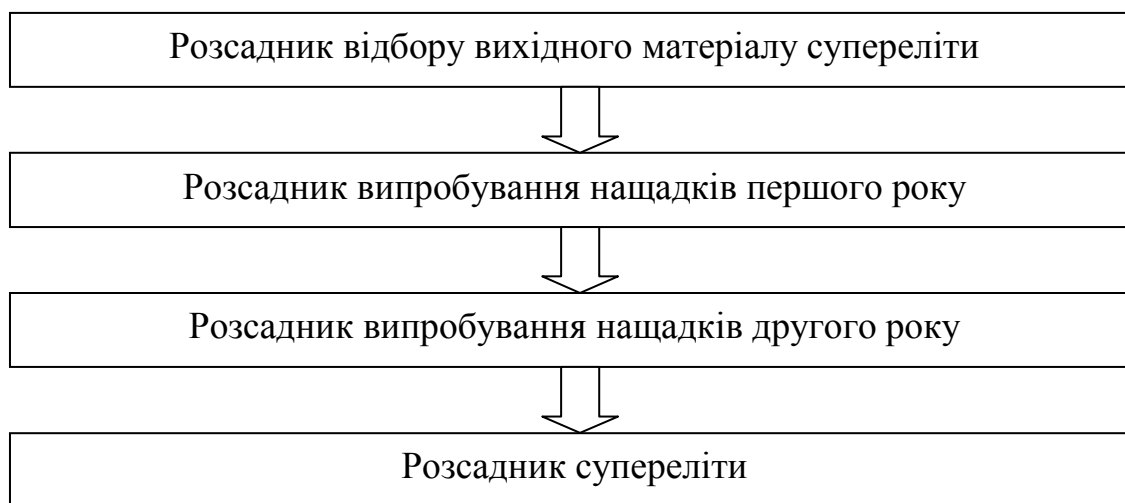 Розсадник відбору вихідного матеріалу супереліти
Розсадник випробування нащадків першого року
Розсадник випробування нащадків другого року
Розсадник супереліти